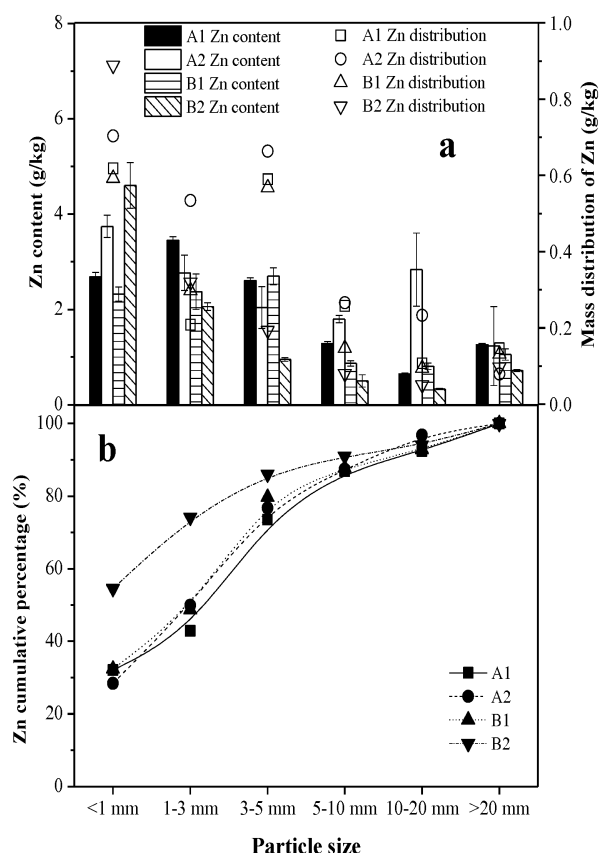 A1 Zn content
A2 Zn content
B1 Zn content
B2 Zn content
A1 Zn distribution
A2 Zn distribution
B1 Zn distribution
B2 Zn distribution
a
Zn content (g/kg)
8
6
4
2
0
Mass distribution of Zn (g/kg)
1.0
0.8
0.6
0.4
0.2
0.0
b
Zn cumulative percentage (%)
100
80
60
40
20
0
A1
A2
B1
B2
<1 mm 1-3 mm 3-5 mm 5-10 mm 10-20 mm >20 mm
Particle size